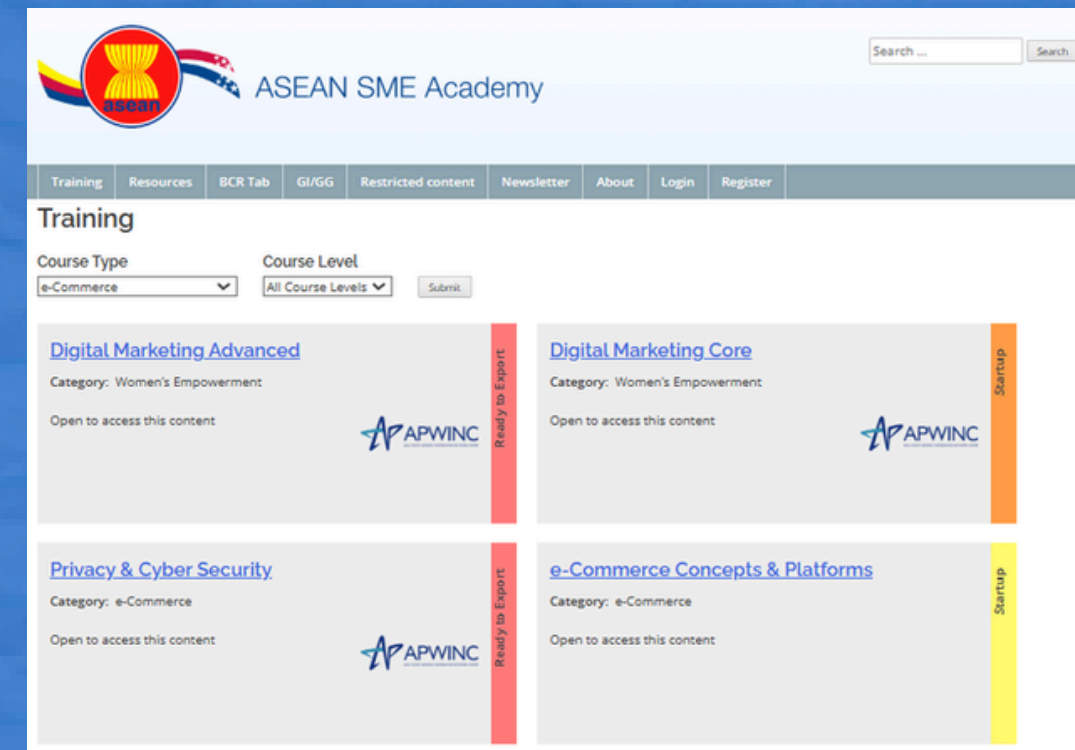 asean
ASEAN SME Academy
Search ...
Search
Training
Resources
BCR Tab
GI/GG
Restricted content
Newsletter
About
Login
Register
Training
Course Type
Course Level
e-Commerce
All Course Levels
Submit
Digital Marketing Advanced
Category: Women's Empowerment
Open to access this content
APWINC
Ready to Export
Digital Marketing Core
Category: Women's Empowerment
Open to access this content
APWINC
Startup
Privacy & Cyber Security
Category: e-Commerce
Open to access this content
APWINC
Ready to Export
e-Commerce Concepts & Platforms
Category: e-Commerce
Open to access this content
Startup